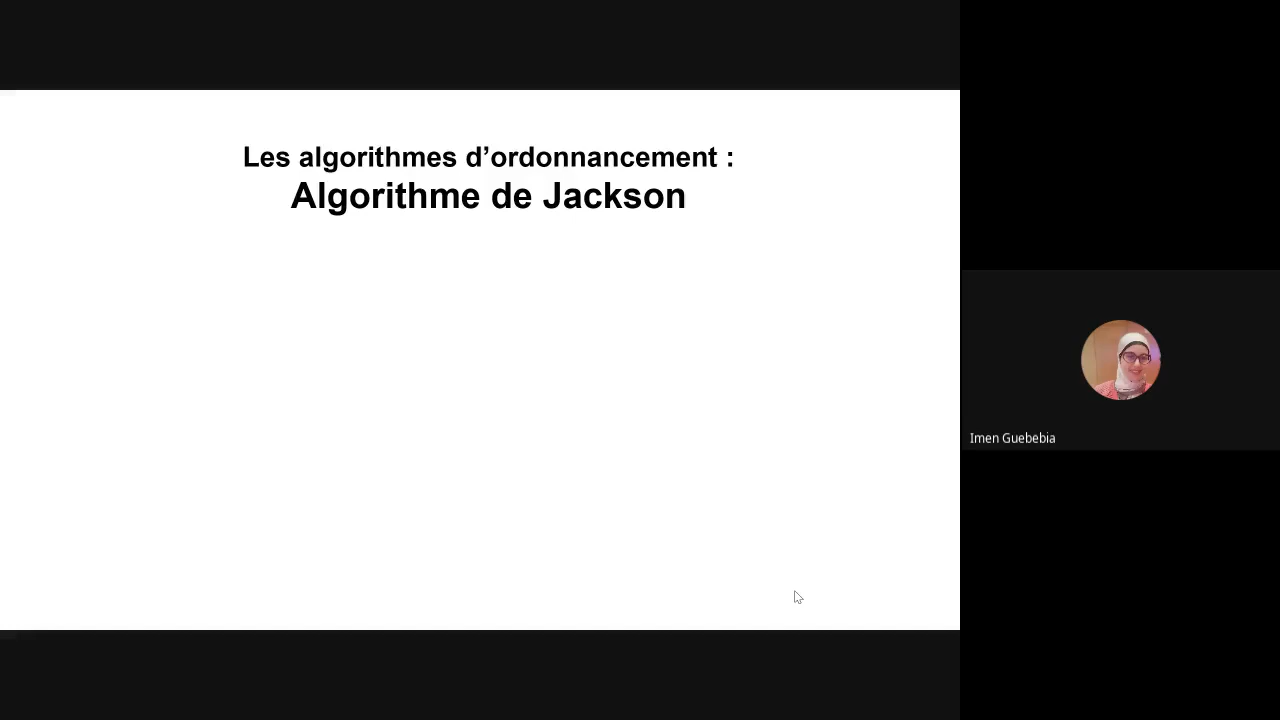 Les algorithmes d’ordonnancement :
Algorithme de Jackson
Imen Guebebia